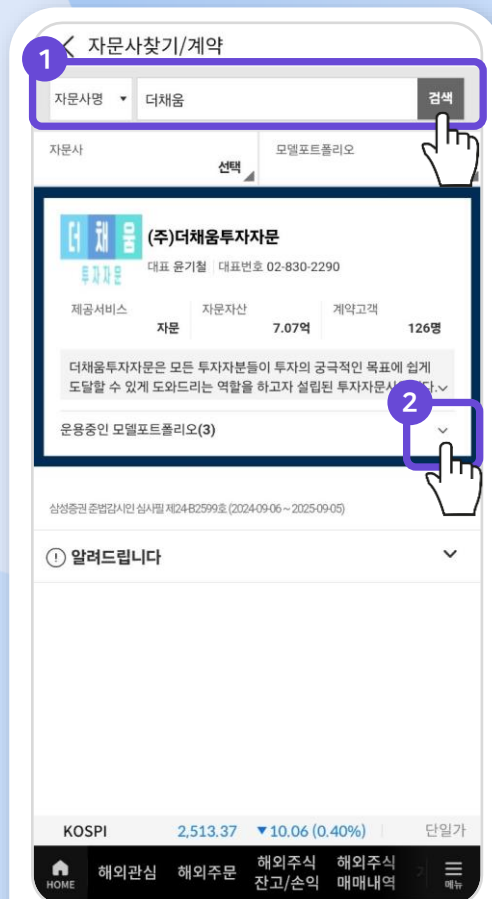 자문사찾기/계약
1
자문사명 더채움 검색
자문사 선택 모델포트폴리오
더채움
투자자문
(주)더채움투자자문
대표 윤기철 대표번호 02-830-2290
제공서비스 자문 자문자산 7.07억 계약고객 126명
더채움투자자문은 모든 투자자분들이 투자의 궁극적인 목표에 쉽게
도달할 수 있게 도와드리는 역할을 하고자 설립된 투자자문사
2
운용중인 모델포트폴리오(3)
삼성증권 준법감시인 심사필 제24-B2599호 (2024-09-06 ~ 2025-09-05)
알려드립니다
KOSPI 2,513.37 ▼10.06 (0.40%) 단일가
HOME 해외관심 해외주문 해외주식 잔고/손익 해외주식 매매내역 메뉴